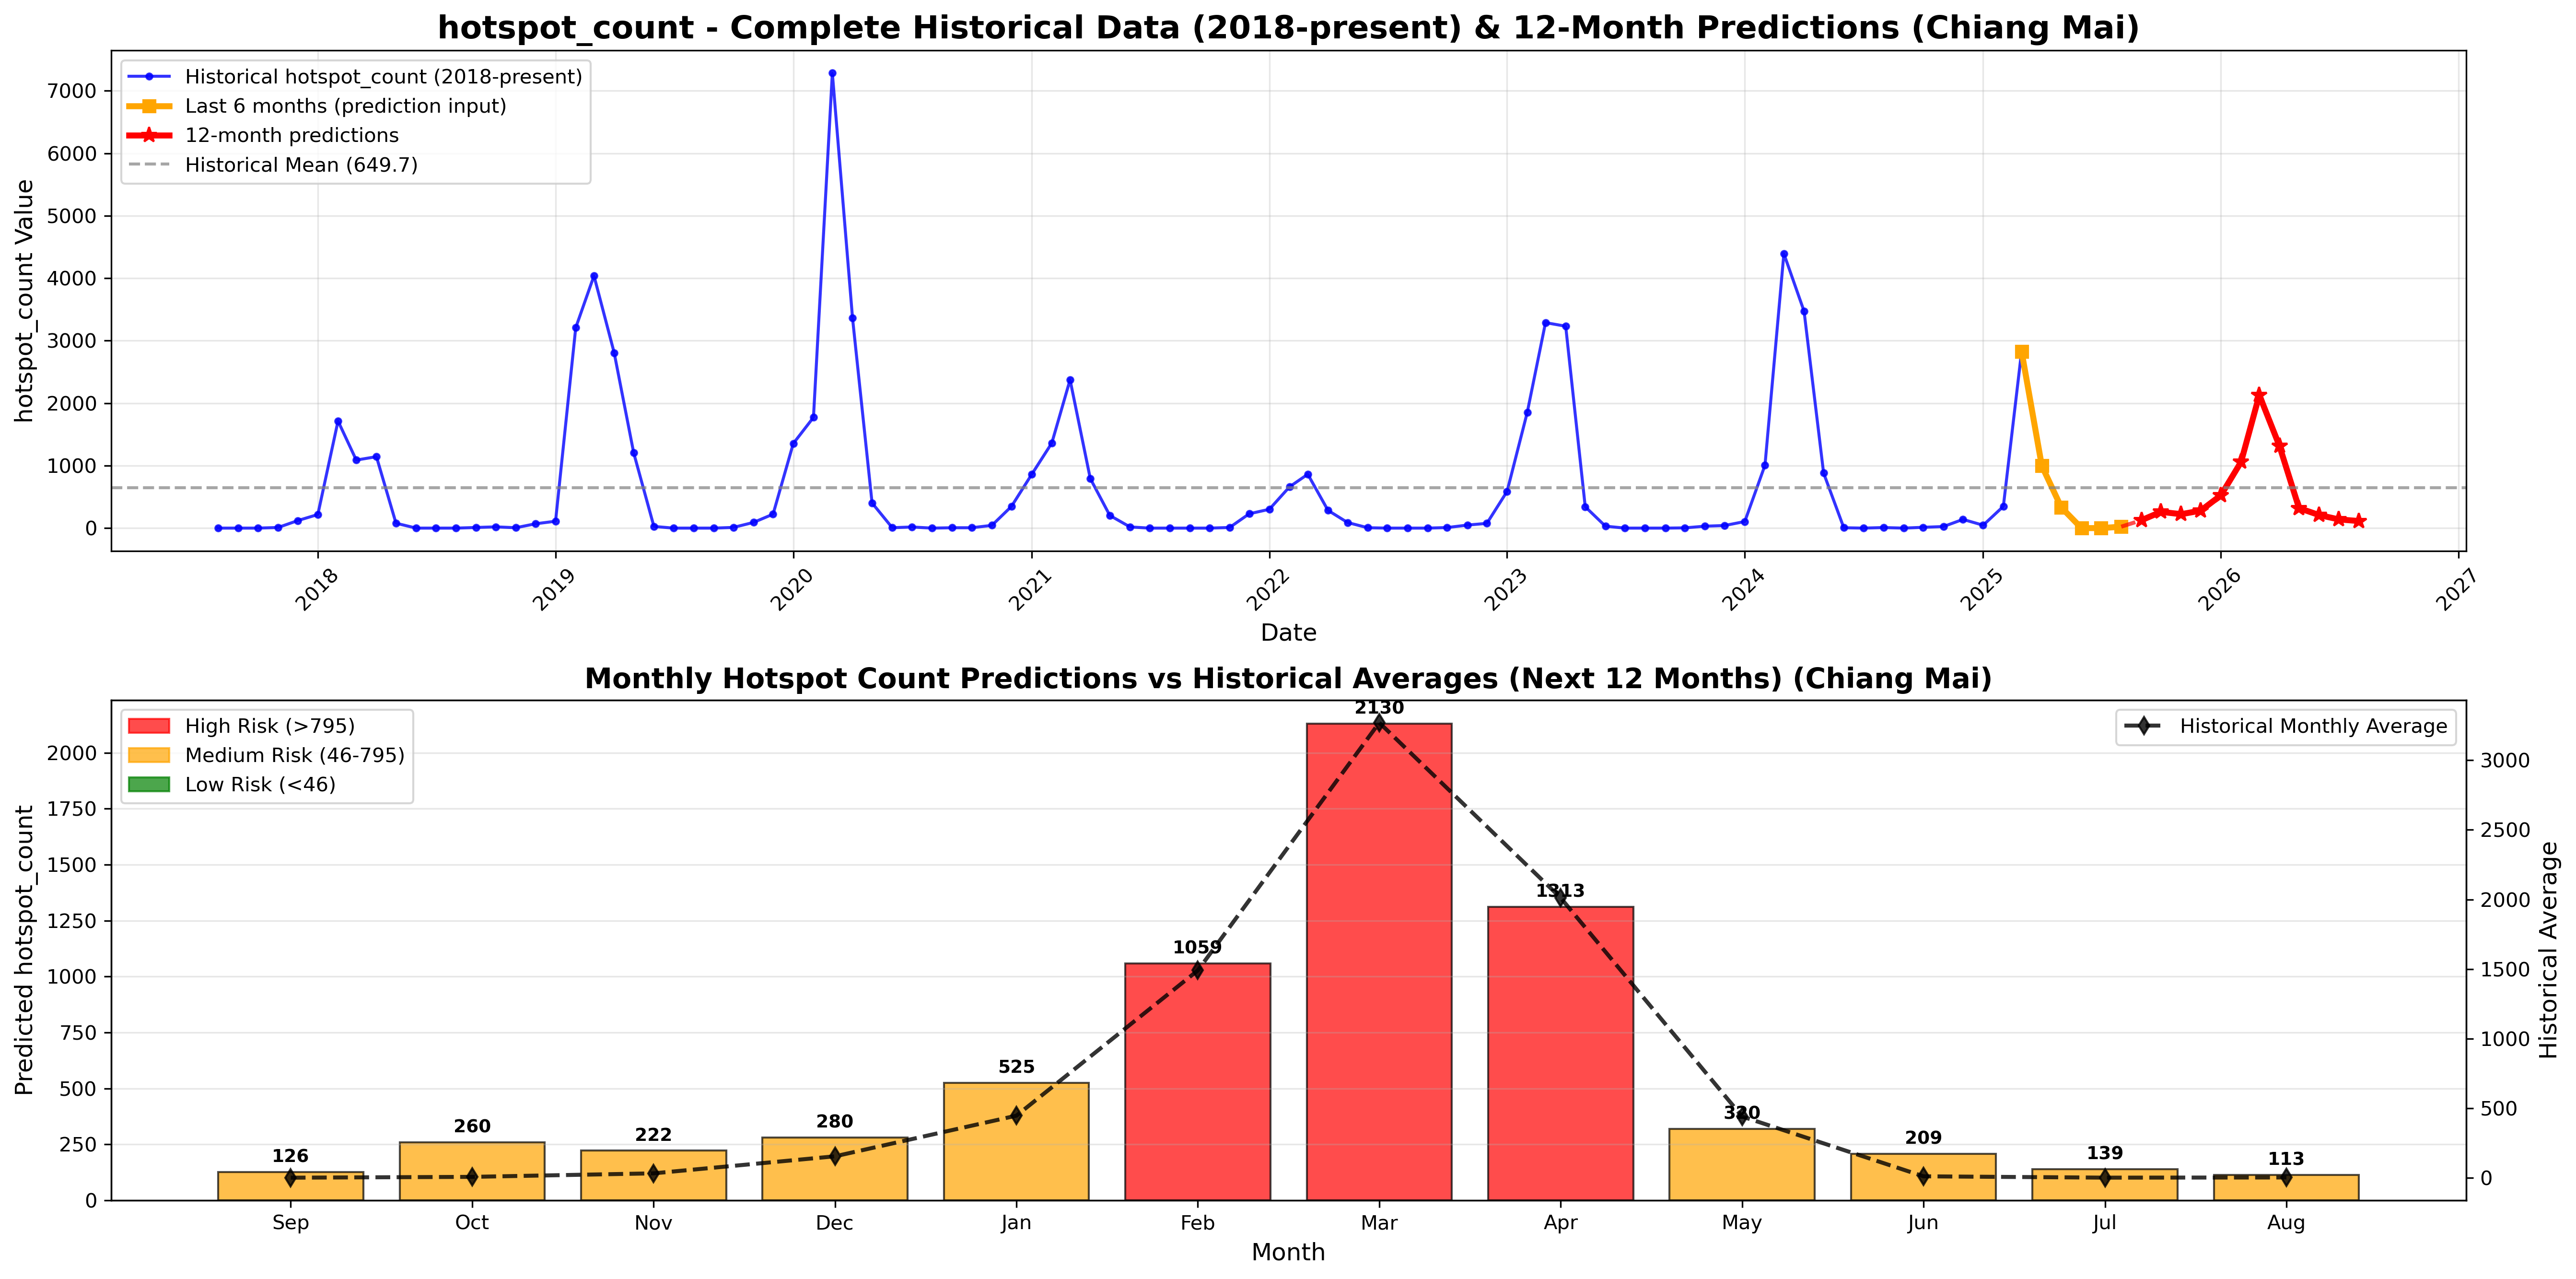 hotspot_count - Complete Historical Data (2018-present) & 12-Month Predictions (Chiang Mai)
Historical hotspot_count (2018-present)
Last 6 months (prediction input)
12-month predictions
Historical Mean (649.7)
hotspot_count Value
7000
6000
5000
4000
3000
2000
1000
0
2018
2019
2020
2021
2022
2023
2024
2025
2026
2027
Date
Monthly Hotspot Count Predictions vs Historical Averages (Next 12 Months) (Chiang Mai)
High Risk (>795)
Medium Risk (46-795)
Low Risk (<46)
Historical Monthly Average
Predicted hotspot_count
2000
1750
1500
1250
1000
750
500
250
0
126
260
222
280
525
1059
2130
1313
320
209
139
113
3000
2500
2000
1500
1000
500
0
Historical Average
Sep
Oct
Nov
Dec
Jan
Feb
Mar
Apr
May
Jun
Jul
Aug
Month